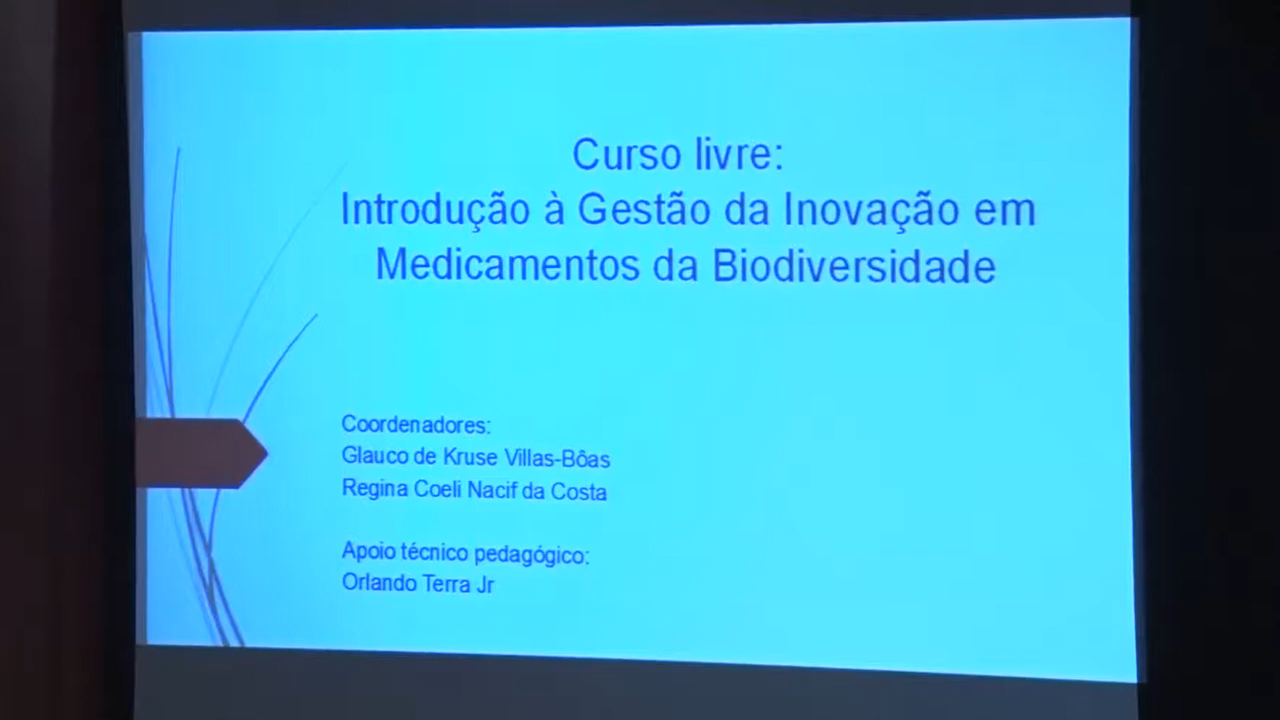 Curso livre:
Introdução à Gestão da Inovação em
Medicamentos da Biodiversidade
Coordenadores:
Glauco de Kruse Villas-Bôas
Regina Coeli Nacif da Costa
Apoio técnico pedagógico:
Orlando Terra Jr